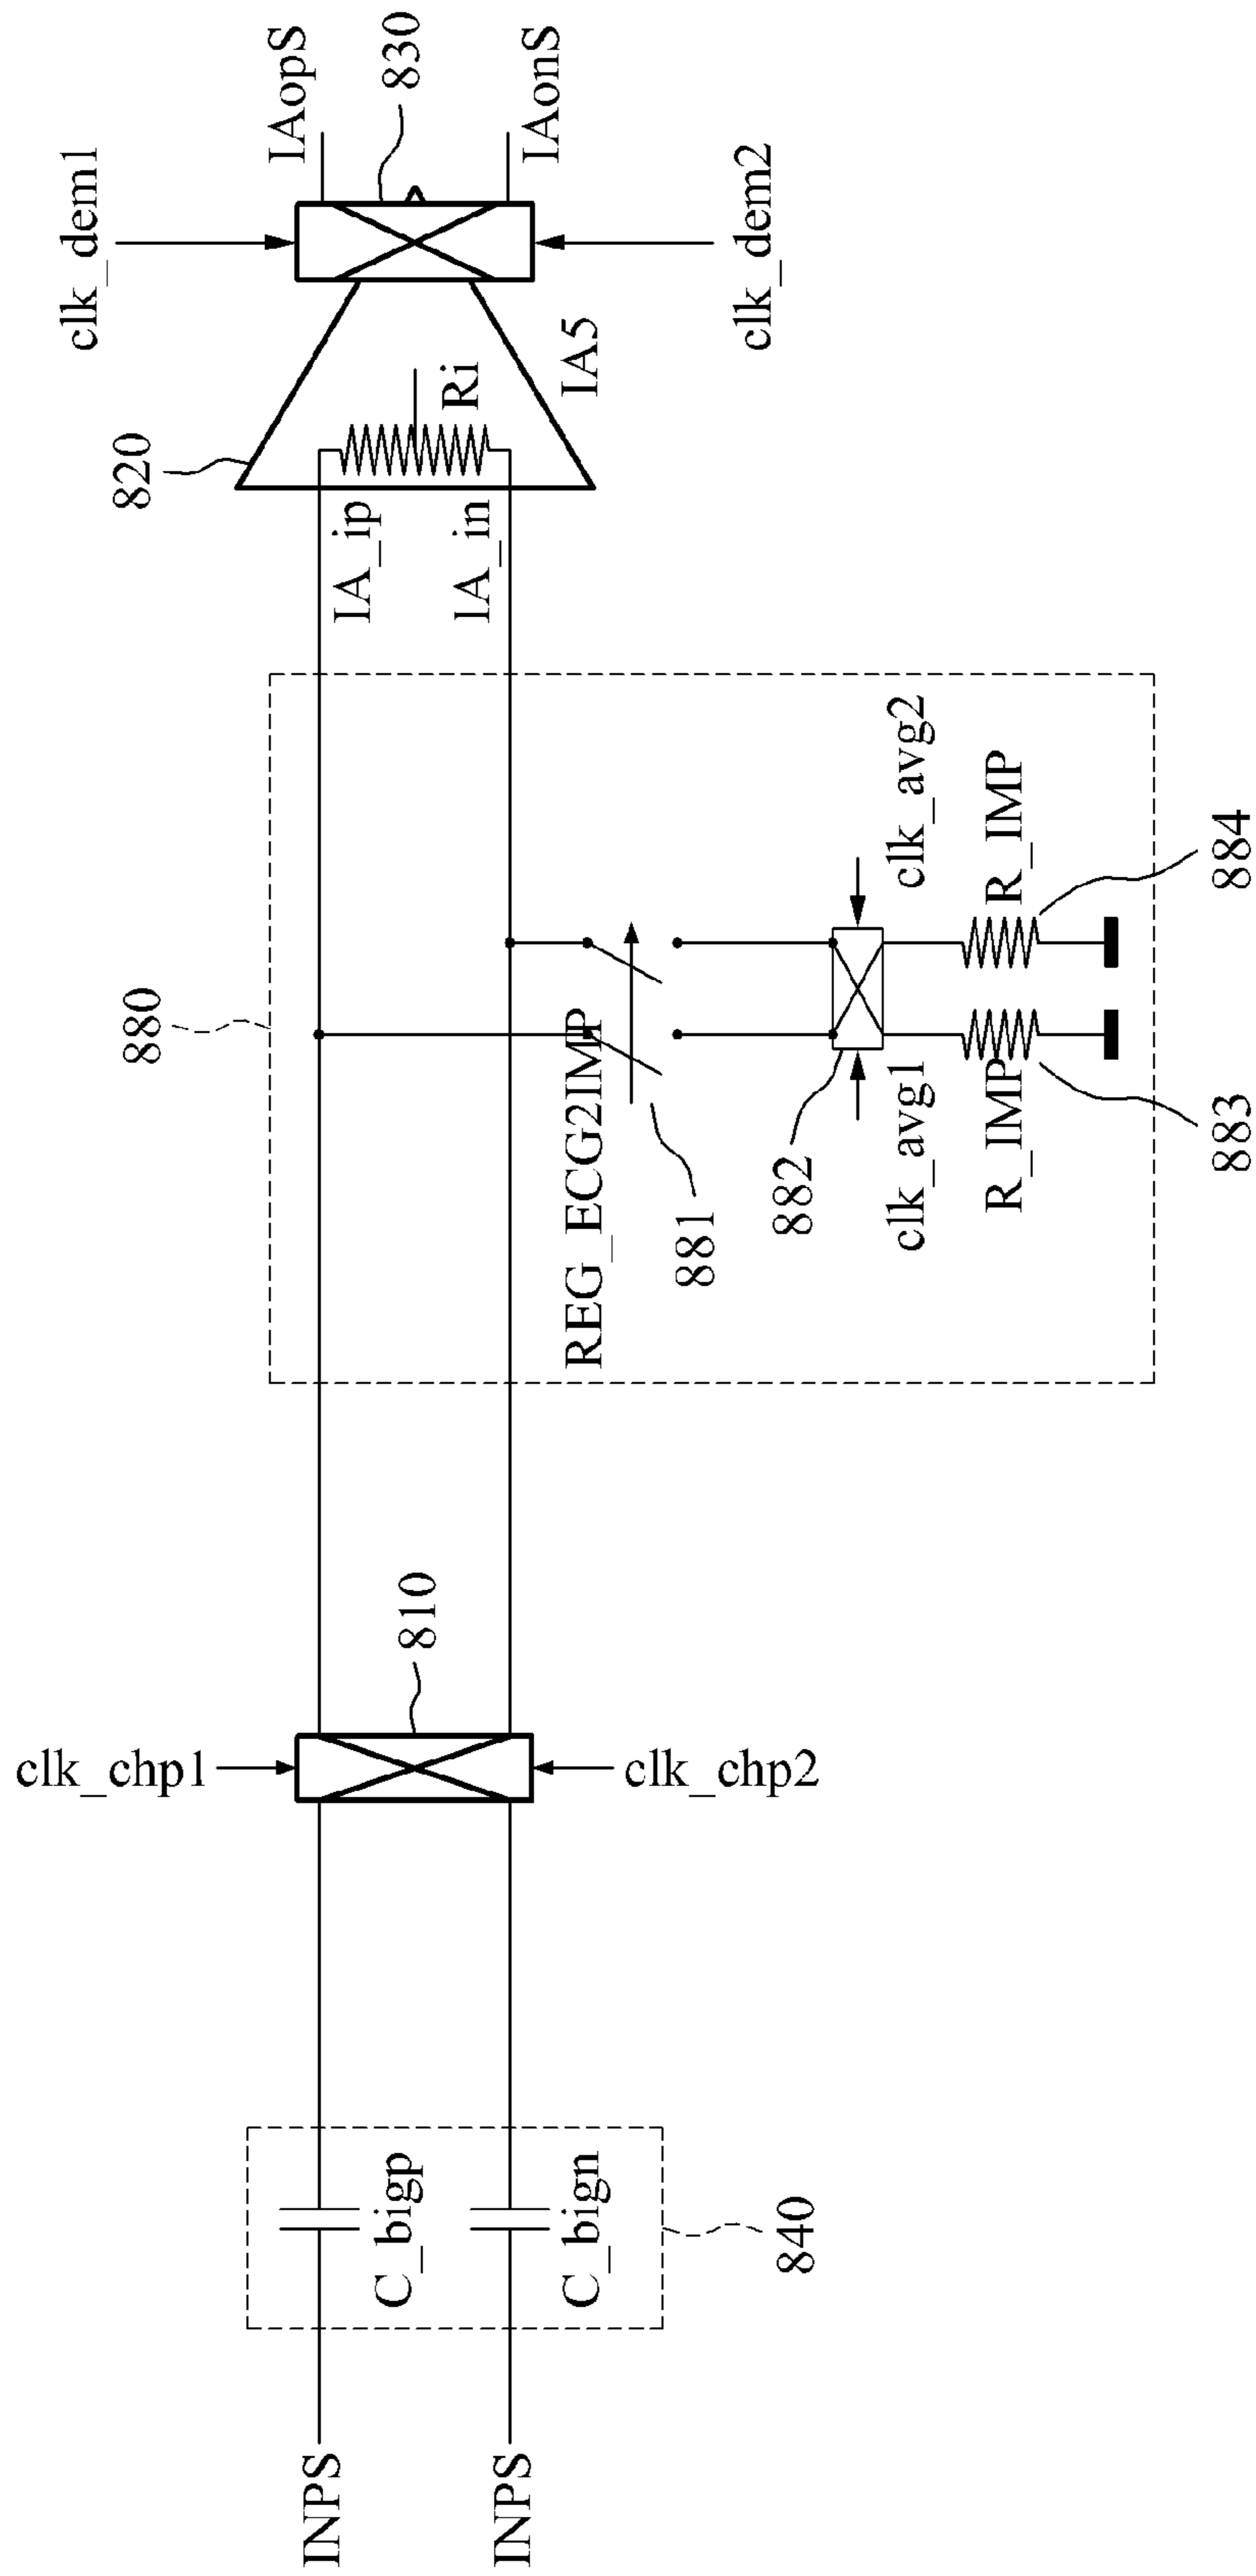 clk_dem1
IAopS
830
IAonS
clk_dem2
820
Ri
IA5
IA_ip
IA_in
880
REG_ECG2IMP
881
882
clk_avg1
clk_avg2
R_IMP
R_IMP
883
884
810
clk_chp1
clk_chp2
C_bigp
C_bign
840
INPS
INPS